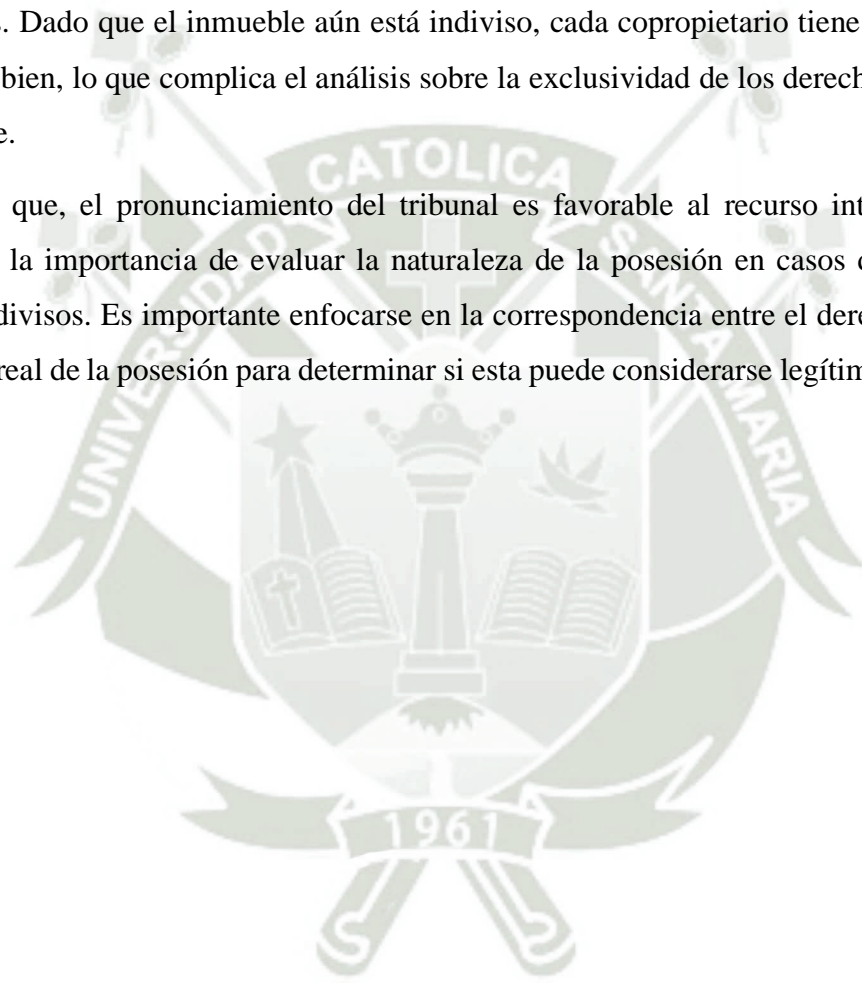 . Dado que el inmueble aún está indiviso, cada copropietario tiene
bien, lo que complica el análisis sobre la exclusividad de los derech
e.
que, el pronunciamiento del tribunal es favorable al recurso int
la importancia de evaluar la naturaleza de la posesión en casos
divisos. Es importante enfocarse en la correspondencia entre el dere
real de la posesión para determinar si esta puede considerarse legítim
UNIVERSIDAD CATOLICA SANTA MARIA
1961